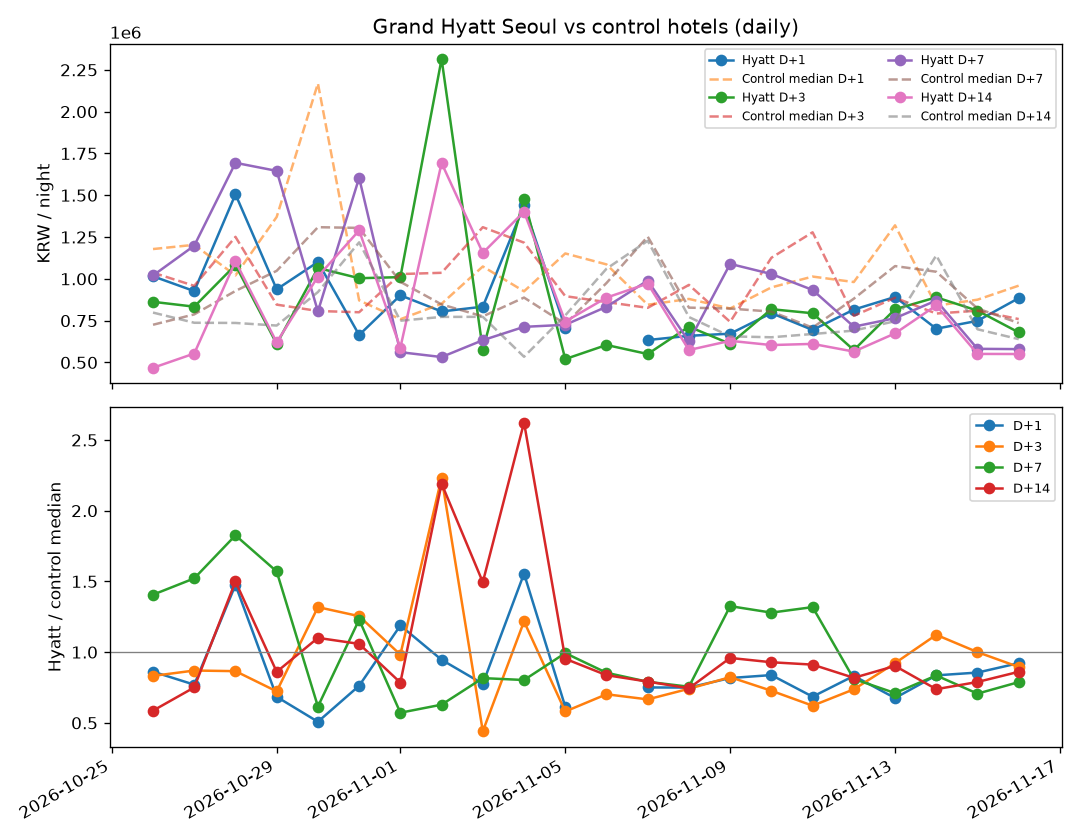 Grand Hyatt Seoul vs control hotels (daily)
1e6
KRW / night
2.25
2.00
1.75
1.50
1.25
1.00
0.75
0.50
Hyatt D+1
Control median D+1
Hyatt D+3
Control median D+3
Hyatt D+7
Control median D+7
Hyatt D+14
Control median D+14
Hyatt / control median
2.5
2.0
1.5
1.0
0.5
D+1
D+3
D+7
D+14
2026-10-25
2026-10-29
2026-11-01
2026-11-05
2026-11-09
2026-11-13
2026-11-17